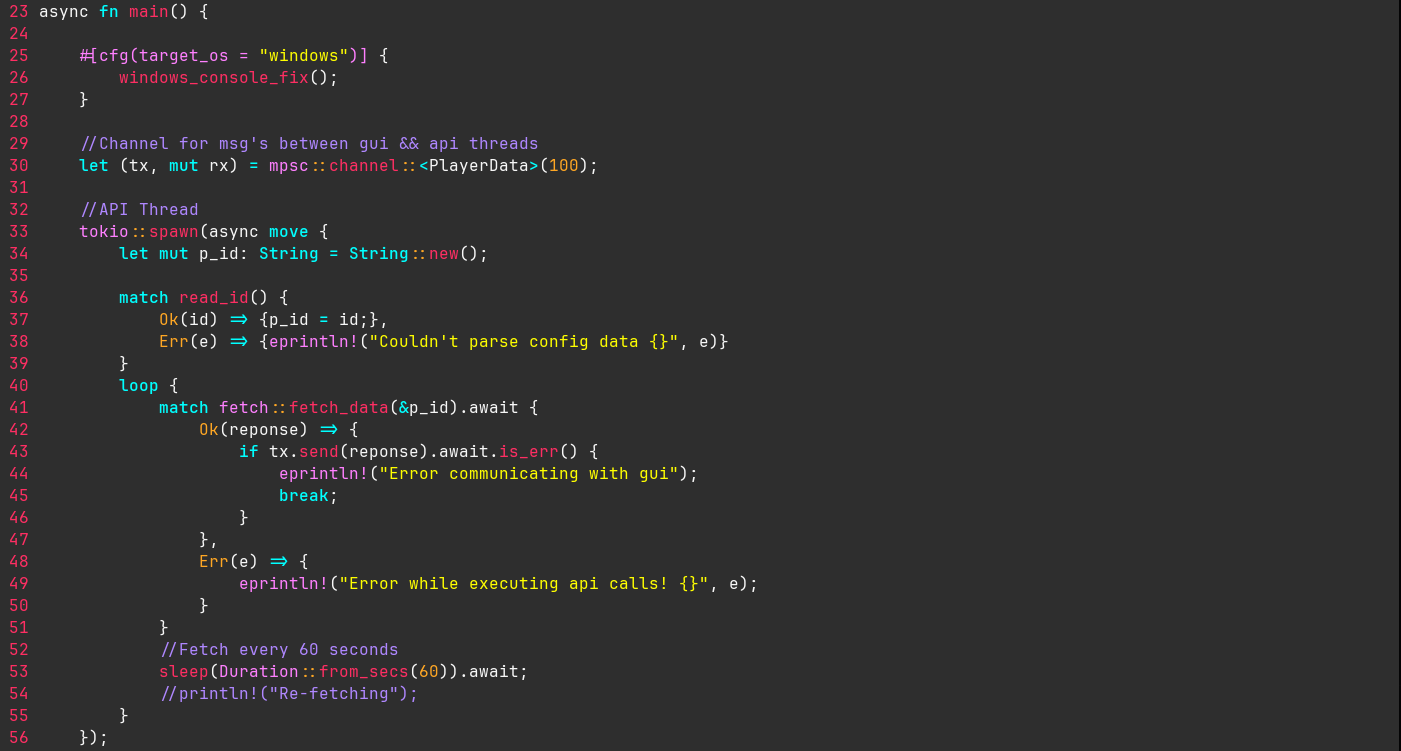 23 async fn main() {
24
25     #[cfg(target_os = "windows")] {
26         windows_console_fix();
27     }
28
29     //Channel for msg's between gui && api threads
30     let (tx, mut rx) = mpsc::channel::<PlayerData>(100);
31
32     //API Thread
33     tokio::spawn(async move {
34         let mut p_id: String = String::new();
35
36         match read_id() {
37             Ok(id) => {p_id = id;},
38             Err(e) => {eprintln!("Couldn't parse config data {}", e)}
39         }
40         loop {
41             match fetch::fetch_data(&p_id).await {
42                 Ok(reponse) => {
43                     if tx.send(reponse).await.is_err() {
44                         eprintln!("Error communicating with gui");
45                         break;
46                     }
47                 },
48                 Err(e) => {
49                     eprintln!("Error while executing api calls! {}", e);
50                 }
51             }
52             //Fetch every 60 seconds
53             sleep(Duration::from_secs(60)).await;
54             //println!("Re-fetching");
55         }
56     });